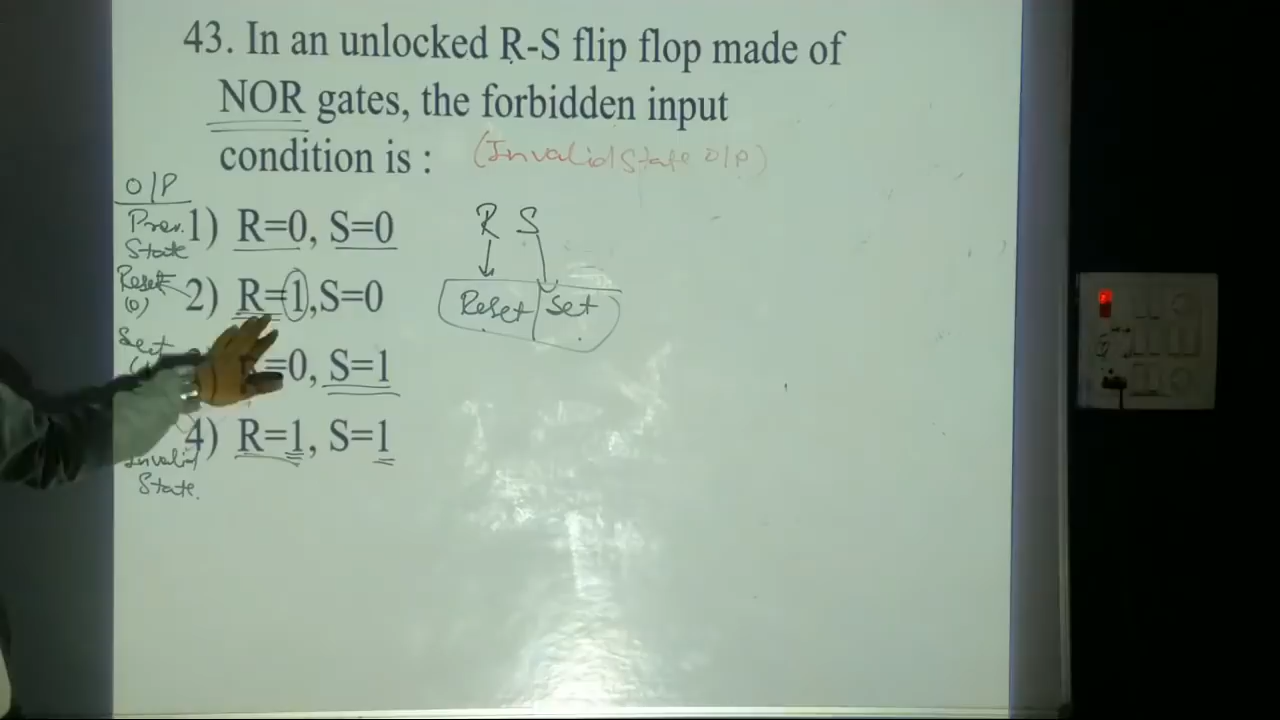 43. In an unlocked R-S flip flop made of
NOR gates, the forbidden input
condition is : (Invalid State O/P)
O/P
Prev. 1) R=0, S=0 R S
State
Reset 2) R=1,S=0 Reset Set
(0)
Set =0, S=1
4) R=1, S=1
Invalid
State.